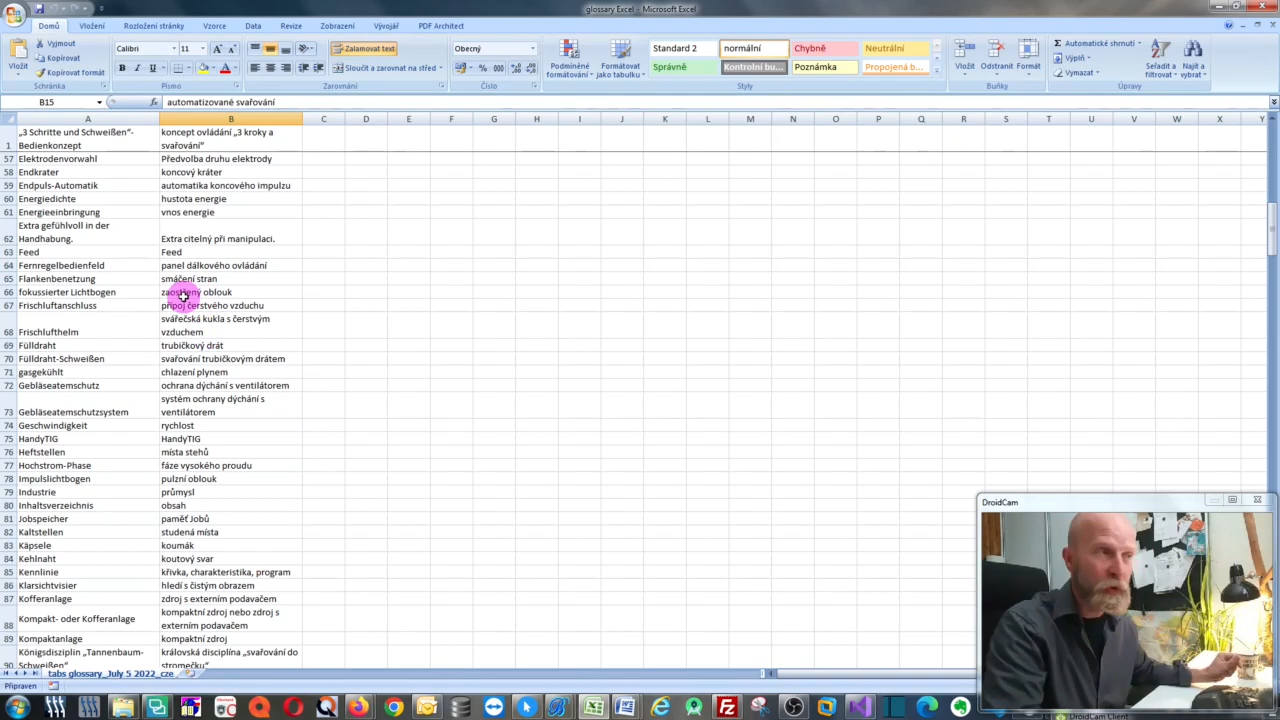 glossary Excel - Microsoft Excel
Domů Vložení Rozložení stránky Vzorce Data Revize Zobrazení Vývojář PDF Architect
Vložit
Vyjmout
Kopírovat
Kopírovat formát
Schránka
Calibri 11
B I U
Písmo
Zalamovat text
Sloučit a zarovnat na střed
Zarovnání
Obecný
% 000
Číslo
Podmíněné formátování
Formátovat jako tabulku
Standard 2 normální Chybně Neutrální
Správně Kontrolní bu... Poznámka Propojená b...
Styly
Vložit Odstranit Formát
Buňky
Automatické shrnutí
Výplň
Vymazat
Seřadit a filtrovat
Najít a vybrat
Úpravy
B15 fx automatizované svařování
A B C D E F G H I J K L M N O P Q R S T U V W X Y
„3 Schritte und Schweißen“- koncept ovládání „3 kroky a
1 Bedienkonzept svařování“
57 Elektrodenvorwahl Předvolba druhu elektrody
58 Endkrater koncový kráter
59 Endpuls-Automatik automatika koncového impulzu
60 Energiedichte hustota energie
61 Energieeinbringung vnos energie
Extra gefühlvoll in der
62 Handhabung. Extra citelný při manipulaci.
63 Feed Feed
64 Fernregelbedienfeld panel dálkového ovládání
65 Flankenbenetzung smáčení stran
66 fokussierter Lichtbogen zaostřený oblouk
67 Frischluftanschluss přípoj čerstvého vzduchu
svářečská kukla s čerstvým
68 Frischlufthelm vzduchem
69 Fülldraht trubičkový drát
70 Fülldraht-Schweißen svařování trubičkovým drátem
71 gasgekühlt chlazení plynem
72 Gebläseatemschutz ochrana dýchání s ventilátorem
systém ochrany dýchání s
73 Gebläseatemschutzsystem ventilátorem
74 Geschwindigkeit rychlost
75 HandyTIG HandyTIG
76 Heftstellen místa stehů
77 Hochstrom-Phase fáze vysokého proudu
78 Impulslichtbogen pulzní oblouk
79 Industrie průmysl
80 Inhaltsverzeichnis obsah
81 Jobspeicher paměť Jobů
82 Kaltstellen studená místa
83 Käpsele koumák
84 Kehlnaht koutový svar
85 Kennlinie křivka, charakteristika, program
86 Klarsichtvisier hledí s čistým obrazem
87 Kofferanlage zdroj s externím podavačem
kompaktní zdroj nebo zdroj s
88 Kompakt- oder Kofferanlage externím podavačem
89 Kompaktanlage kompaktní zdroj
Königsdisziplin „Tannenbaum- královská disciplína „svařování do
90 Schweißen“ stromečku“
tabs glossary_July 5 2022_cze
Připraven
DroidCam
DroidCam Client